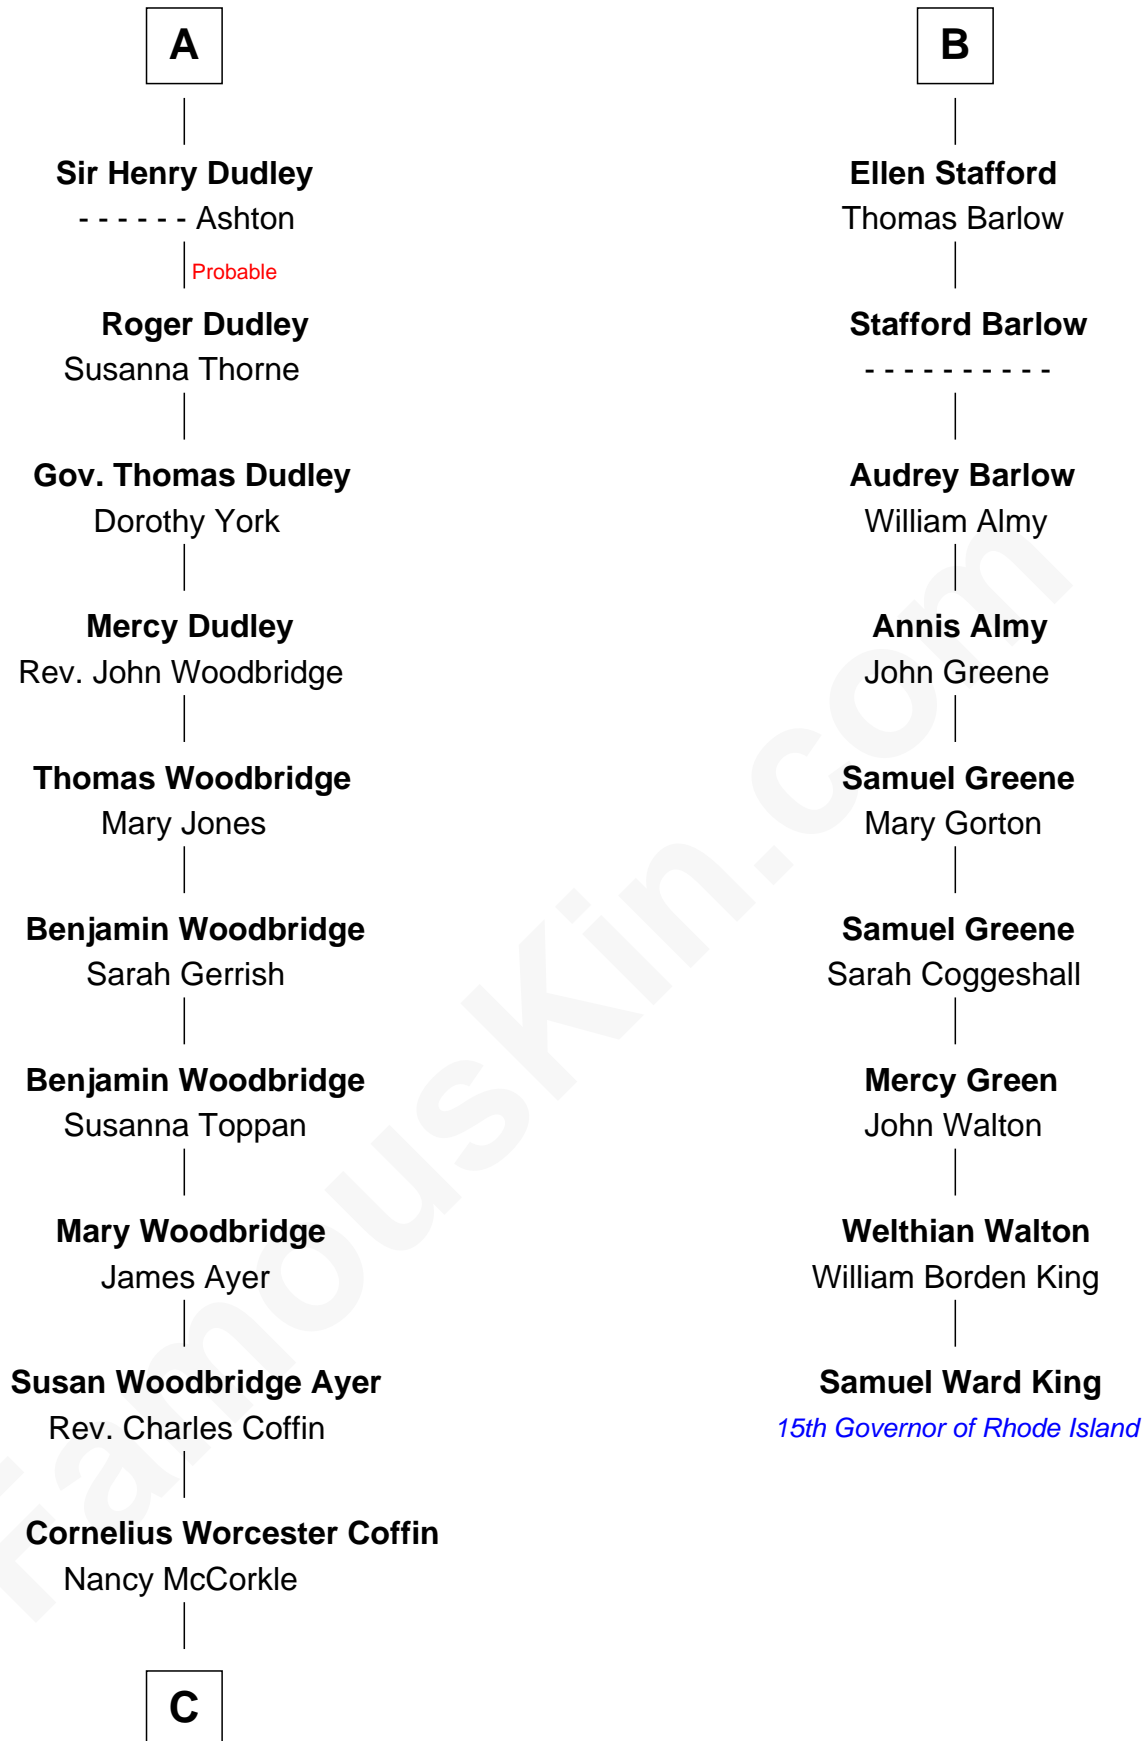 A
Sir Henry Dudley
- - - - - - Ashton
Probable
Roger Dudley
Susanna Thorne
Gov. Thomas Dudley
Dorothy York
Mercy Dudley
Rev. John Woodbridge
Thomas Woodbridge
Mary Jones
Benjamin Woodbridge
Sarah Gerrish
Benjamin Woodbridge
Susanna Toppan
Mary Woodbridge
James Ayer
Susan Woodbridge Ayer
Rev. Charles Coffin
Cornelius Worcester Coffin
Nancy McCorkle
C
B
Ellen Stafford
Thomas Barlow
Stafford Barlow
- - - - - - - - - -
Audrey Barlow
William Almy
Annis Almy
John Greene
Samuel Greene
Mary Gorton
Samuel Greene
Sarah Coggeshall
Mercy Green
John Walton
Welthian Walton
William Borden King
Samuel Ward King
15th Governor of Rhode Island
FamousKin.com